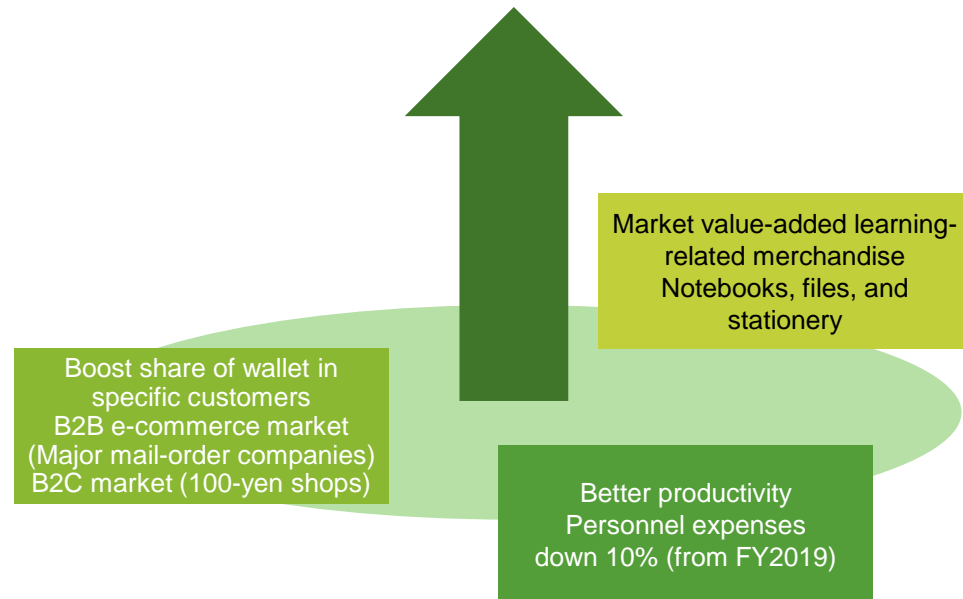 Market value-added learning-
related merchandise
Notebooks, files, and
stationery
Boost share of wallet in
specific customers
B2B e-commerce market
(Major mail-order companies)
B2C market (100-yen shops)
Better productivity
Personnel expenses
down 10% (from FY2019)